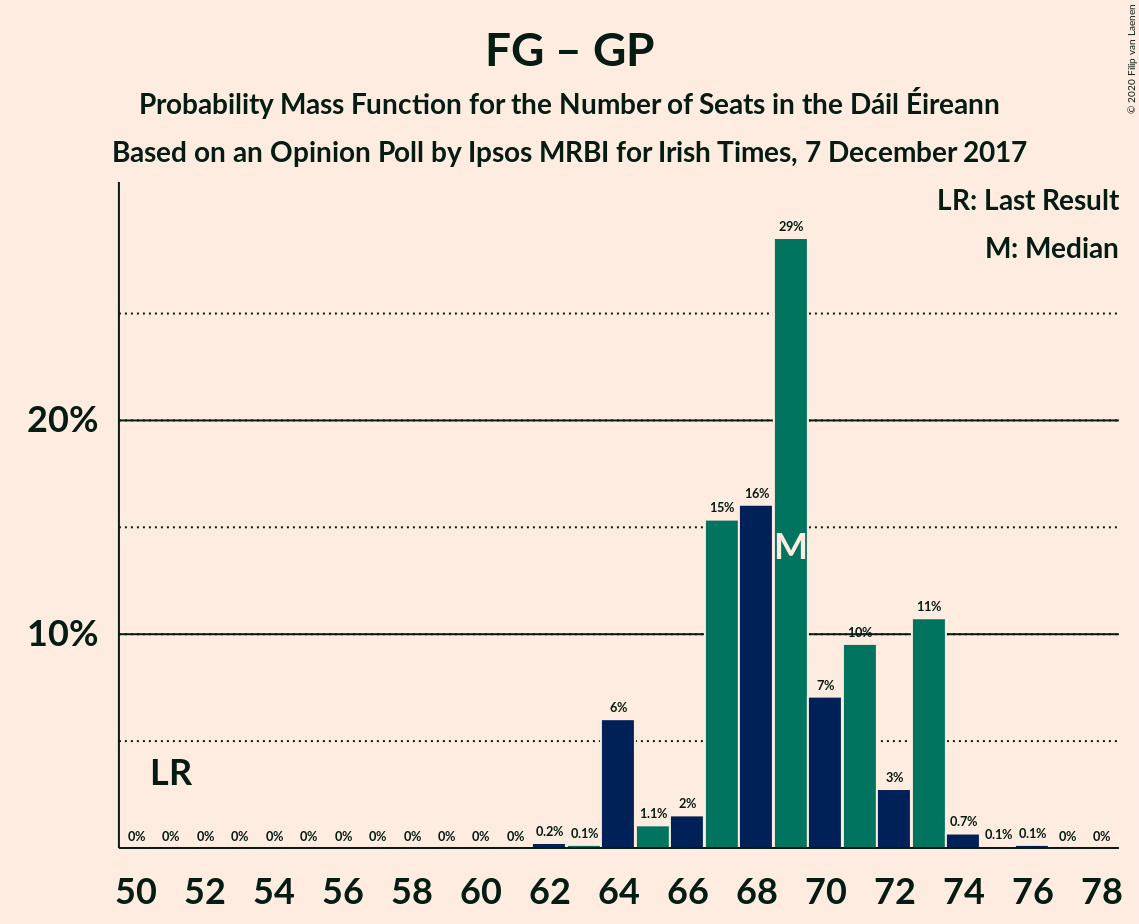 FG – GP
Probability Mass Function for the Number of Seats in the Dáil Éireann
Based on an Opinion Poll by Ipsos MRBI for Irish Times, 7 December 2017
© 2020 Filip van Laenen
LR: Last Result
M: Median
29%
20%
16%
15%
M
11%
10%
10%
7%
6%
LR
3%
2%
1.1%
0.7%
0% 0% 0% 0% 0% 0% 0% 0% 0% 0% 0% 0% 0.2% 0.1% 0.1% 0.1% 0% 0%
50 52 54 56 58 60 62 64 66 68 70 72 74 76 78